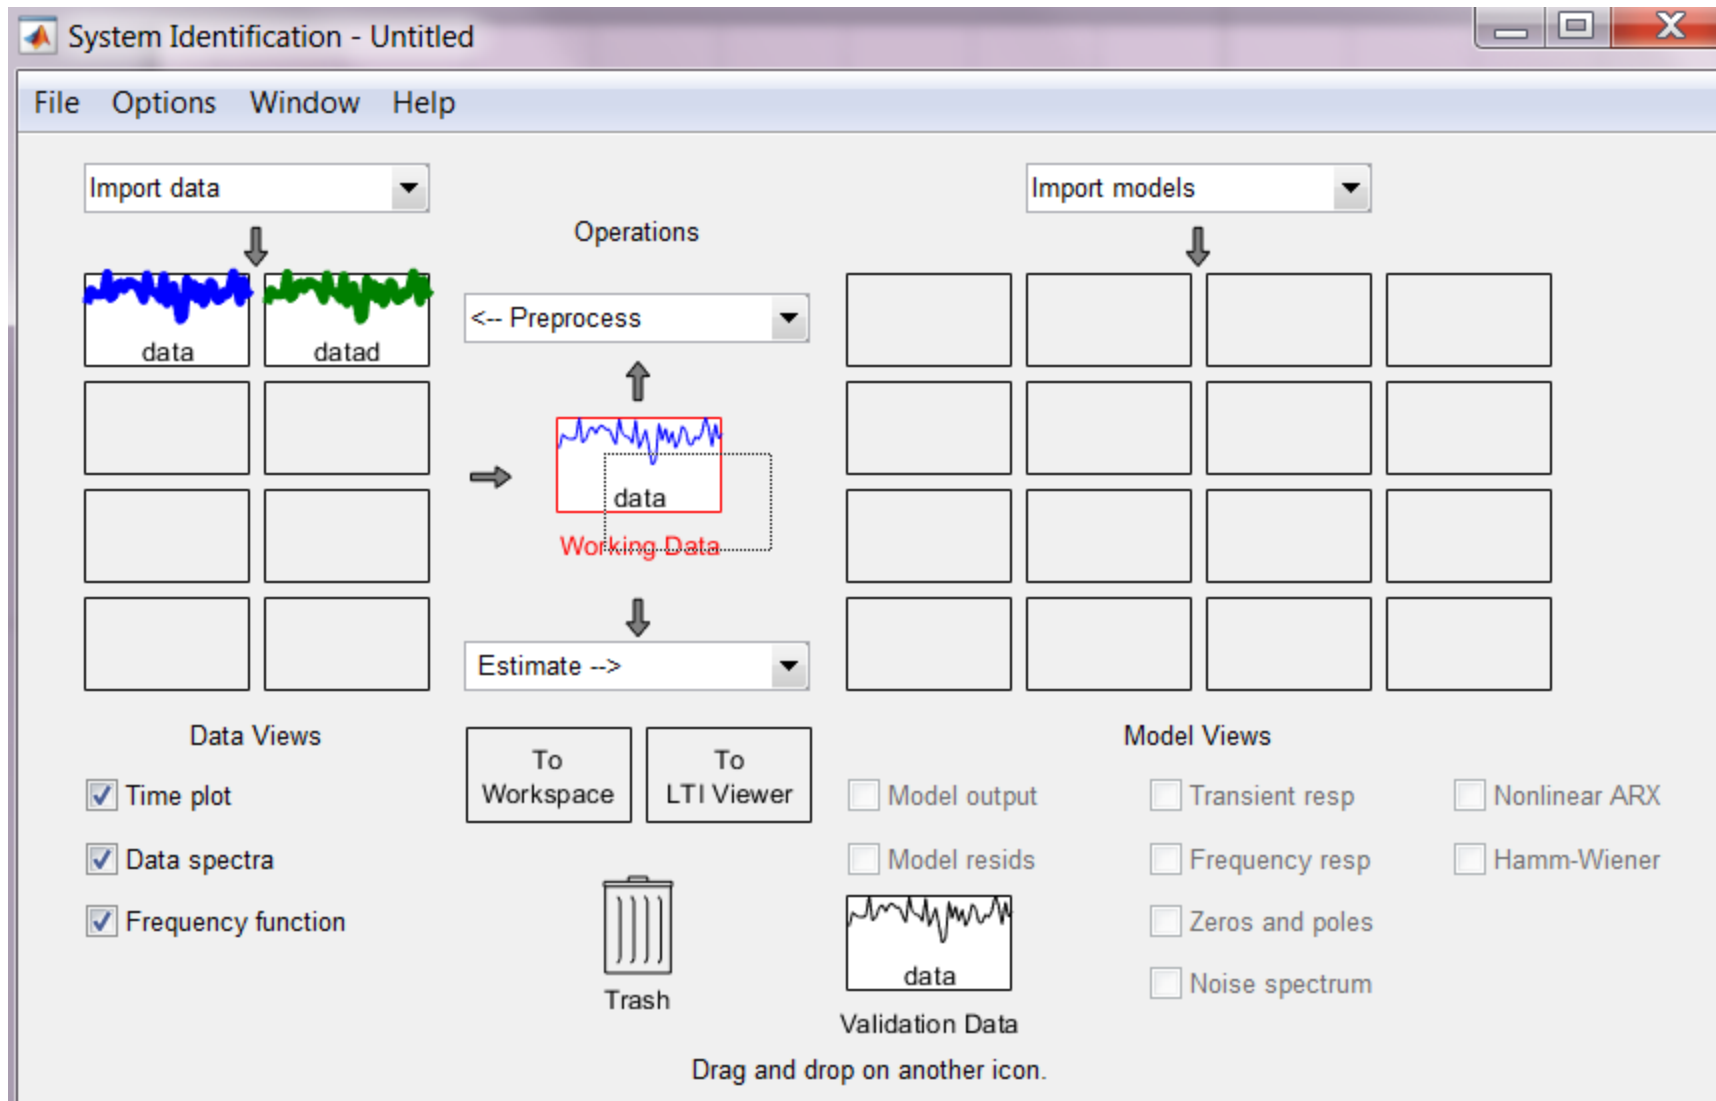 System Identification - Untitled
File Options Window Help
Import data
Import models
Operations
<-- Preprocess
data
datad
data
Working Data
Estimate -->
Data Views
Model Views
To
Workspace
To
LTI Viewer
Time plot
Data spectra
Frequency function
Model output
Transient resp
Nonlinear ARX
Model resids
Frequency resp
Hamm-Wiener
Zeros and poles
Noise spectrum
Trash
data
Validation Data
Drag and drop on another icon.